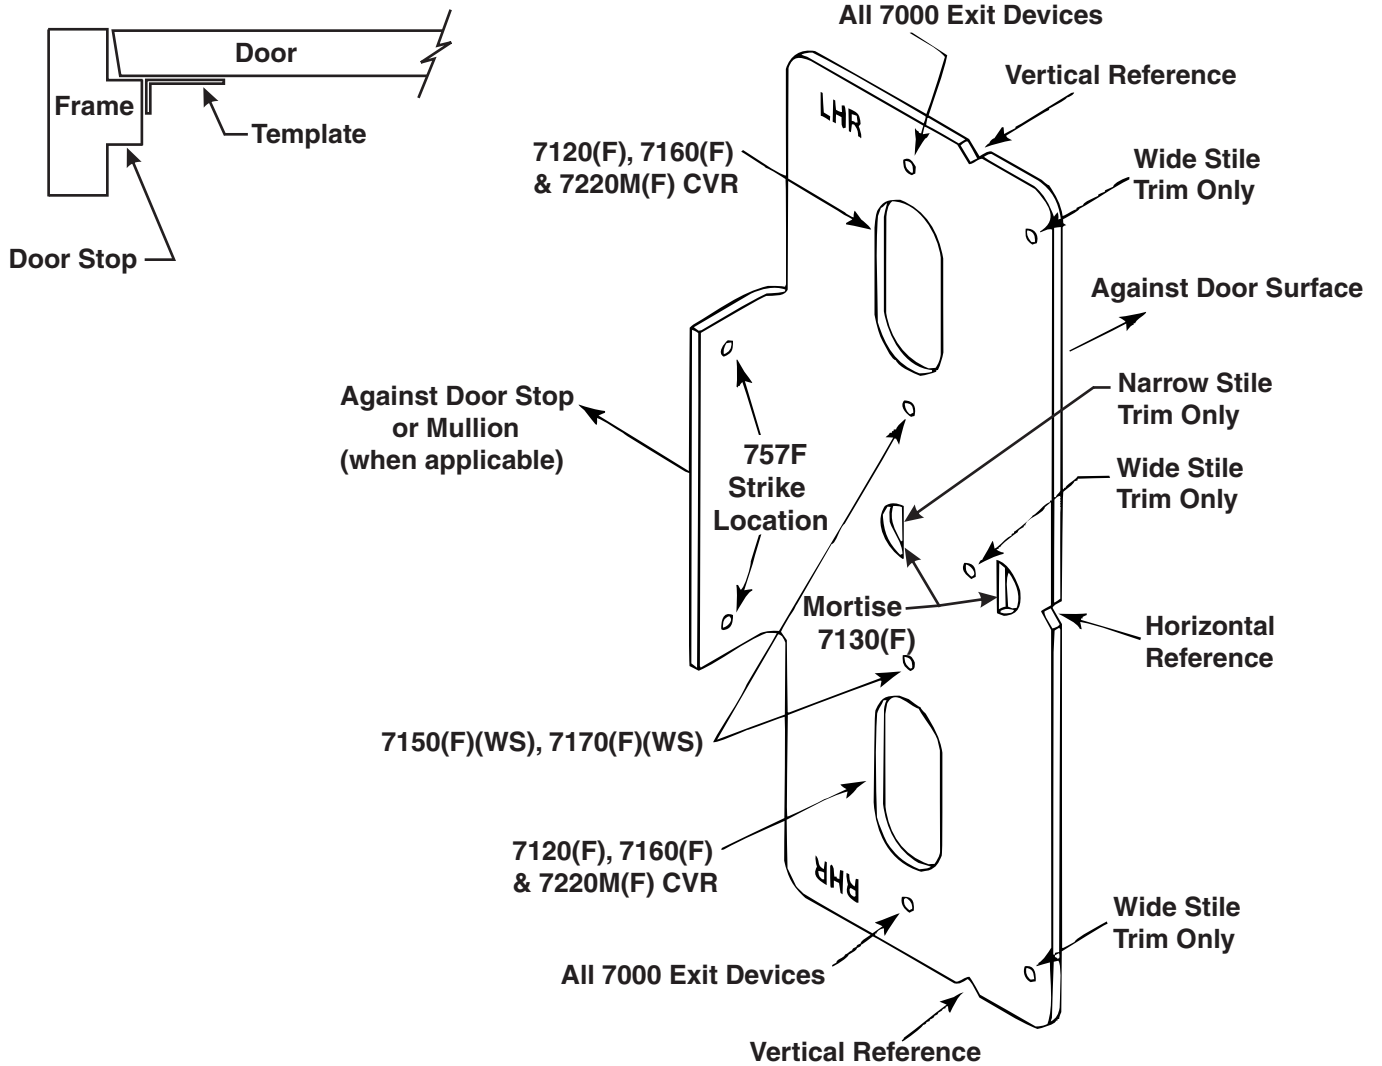 All 7000 Exit Devices
Door
Vertical Reference
Frame
Template
LHR
7120(F), 7160(F)
& 7220M(F) CVR
Wide Stile
Trim Only
Door Stop
Against Door Surface
Against Door Stop
or Mullion
(when applicable)
Narrow Stile
Trim Only
757F
Strike
Location
Wide Stile
Trim Only
Mortise
7130(F)
Horizontal
Reference
7150(F)(WS), 7170(F)(WS)
7120(F), 7160(F)
& 7220M(F) CVR
RHR
Wide Stile
Trim Only
All 7000 Exit Devices
Vertical Reference